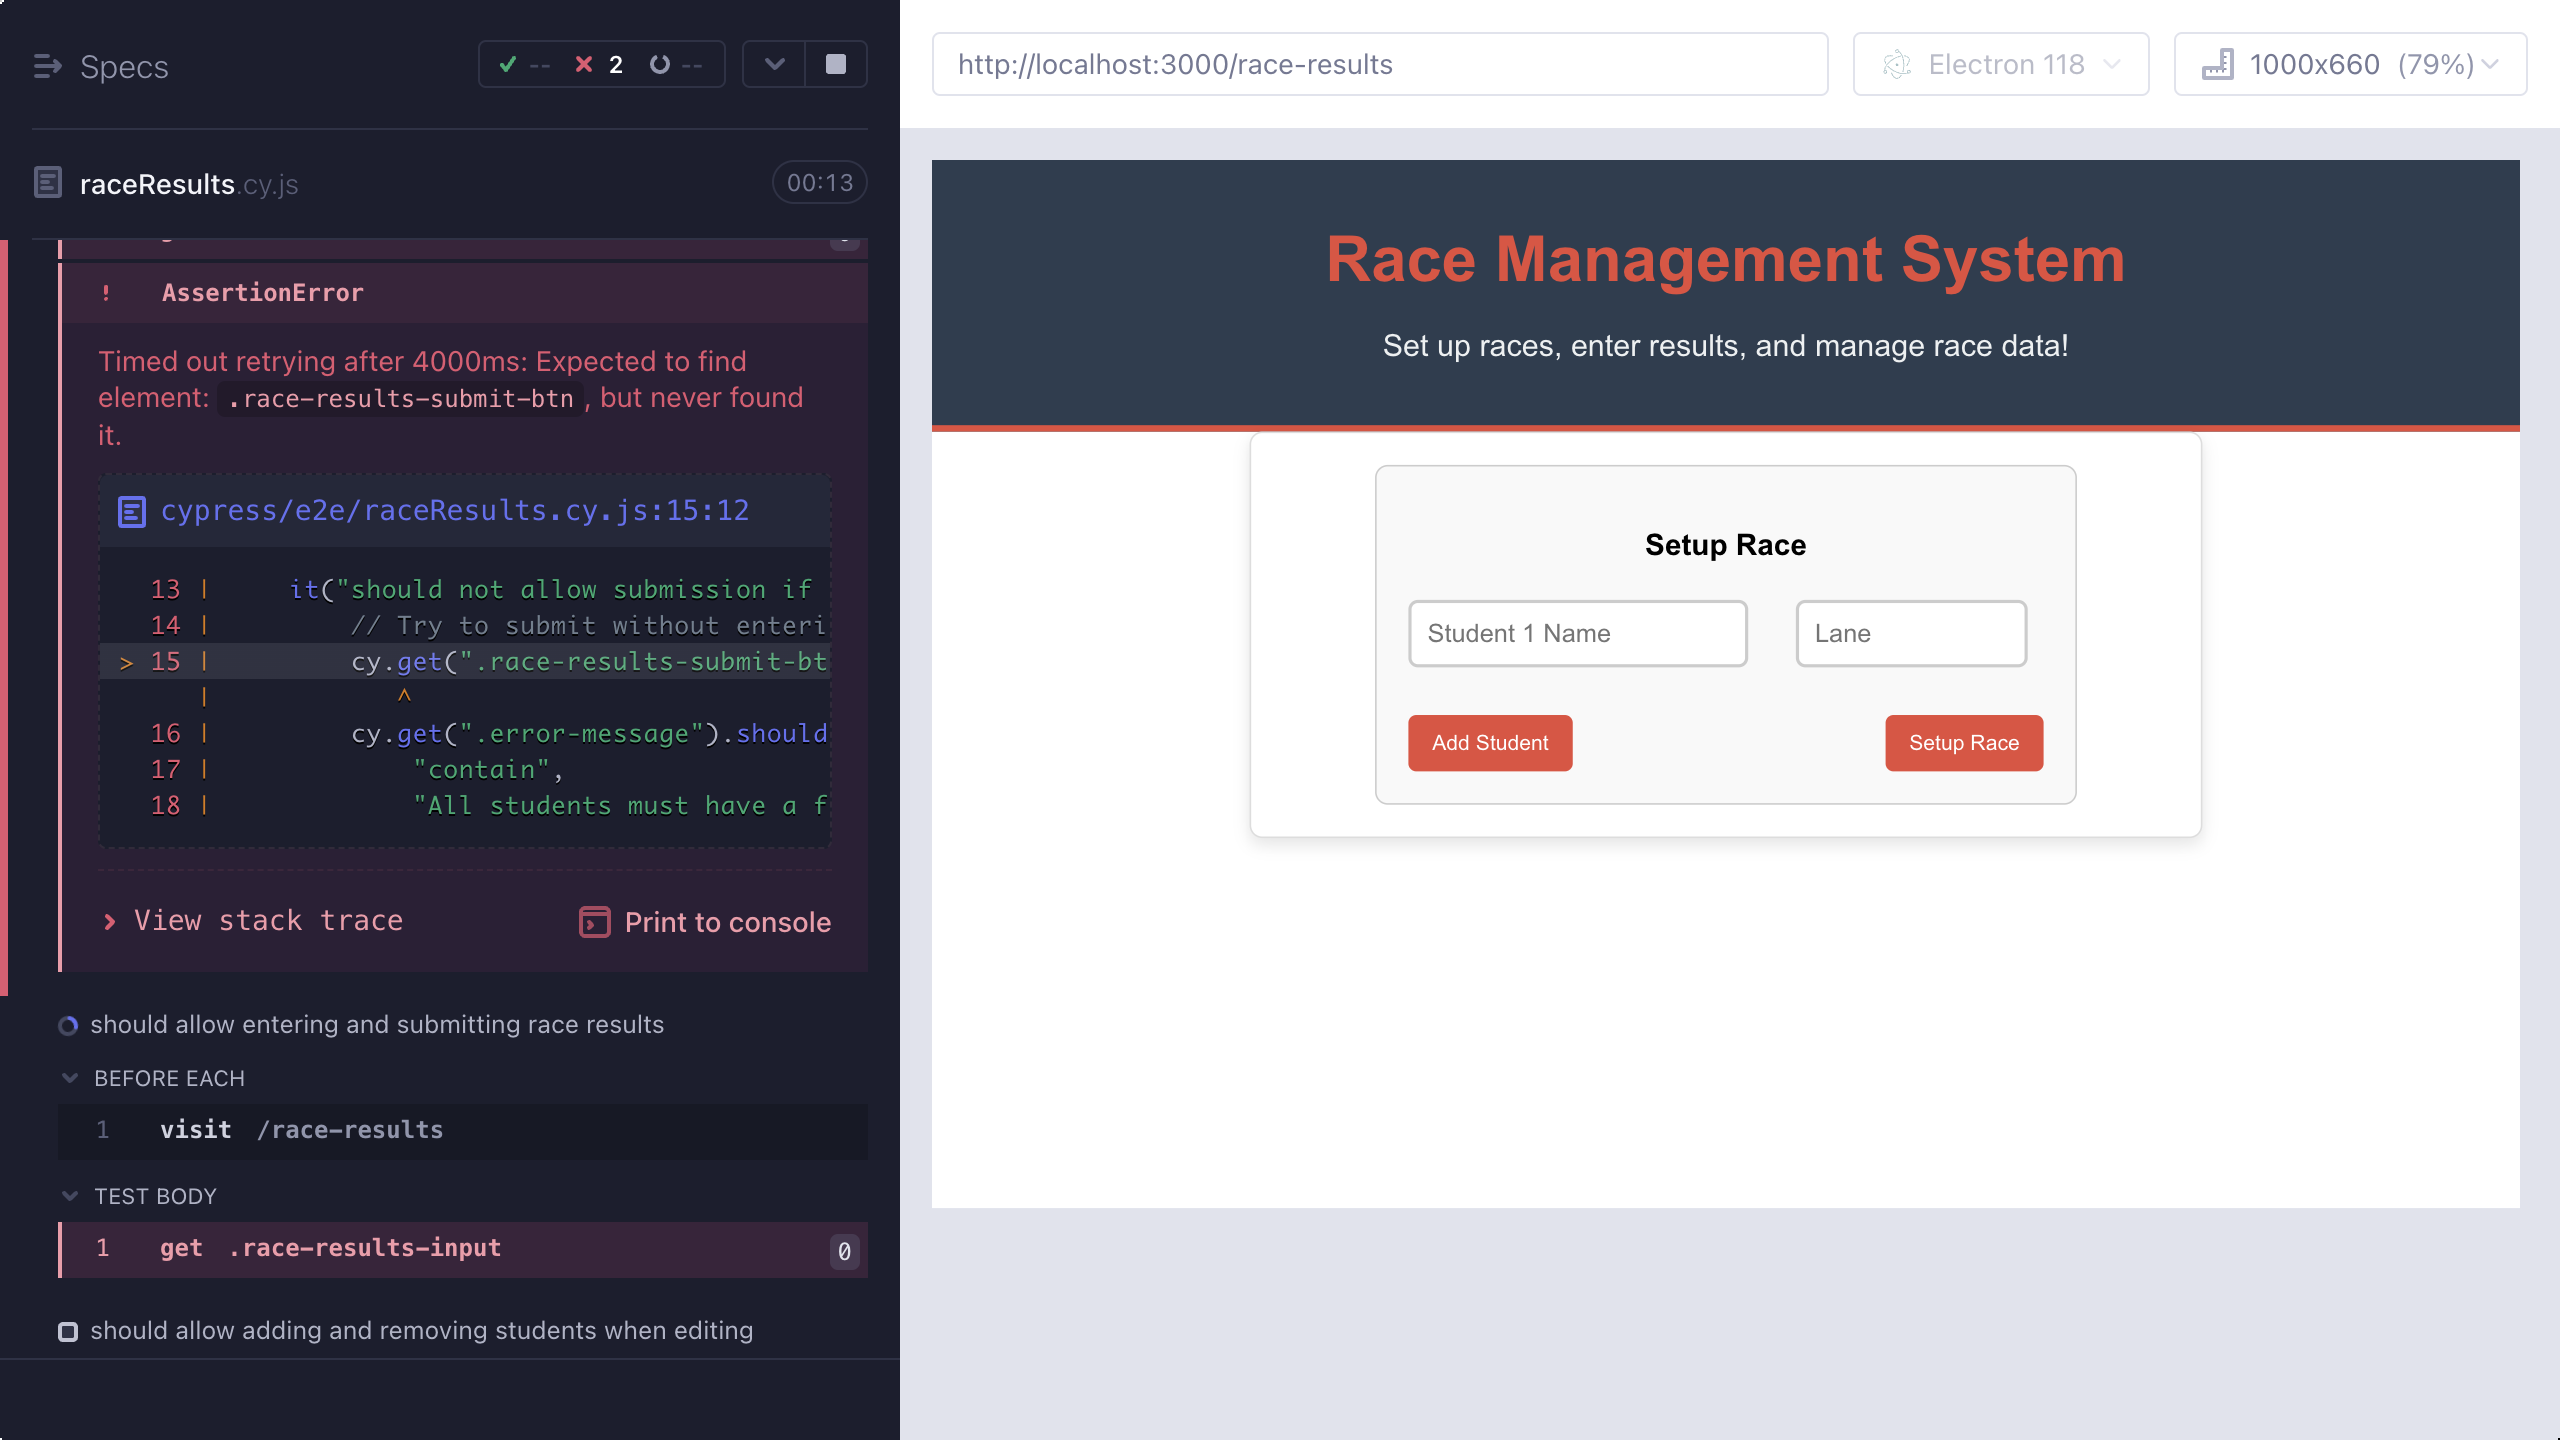 Specs
-- 2 --
raceResults.cy.js
00:13
! AssertionError
Timed out retrying after 4000ms: Expected to find
element: .race-results-submit-btn, but never found
it.
cypress/e2e/raceResults.cy.js:15:12
13 | it("should not allow submission if
14 | // Try to submit without enteri
> 15 | cy.get(".race-results-submit-bt
| ^
16 | cy.get(".error-message").should
17 | "contain",
18 | "All students must have a f
View stack trace
Print to console
should allow entering and submitting race results
BEFORE EACH
1 visit /race-results
TEST BODY
1 get .race-results-input 0
should allow adding and removing students when editing
http://localhost:3000/race-results
Electron 118
1000x660 (79%)
Race Management System
Set up races, enter results, and manage race data!
Setup Race
Student 1 Name
Lane
Add Student
Setup Race